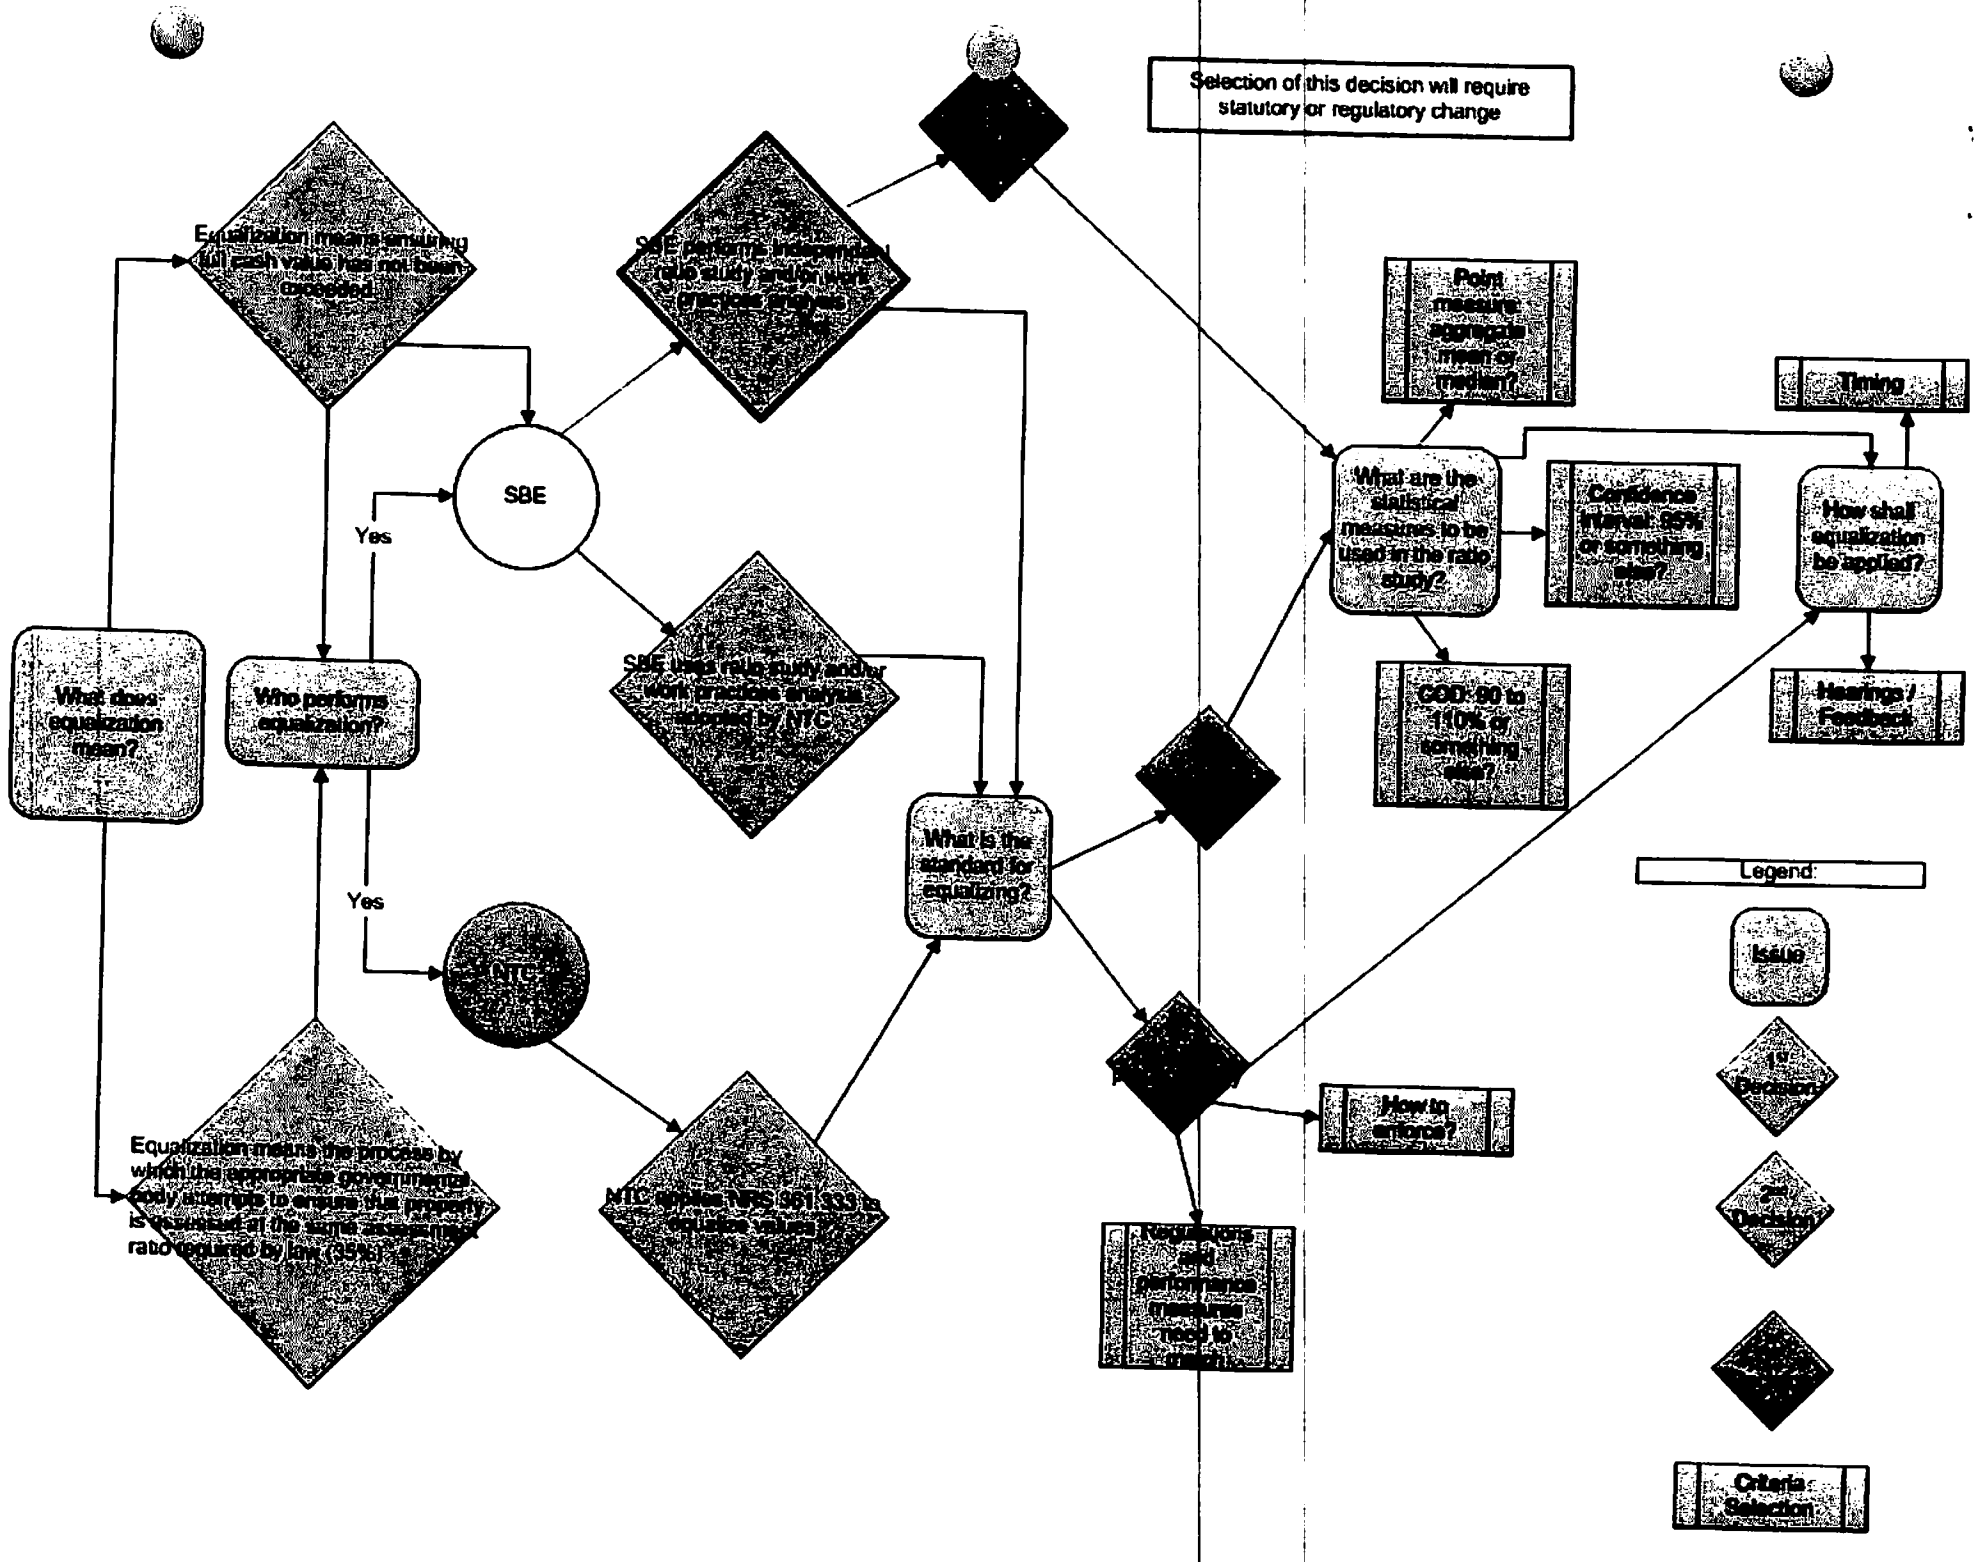 Selection of this decision will require
statutory or regulatory change
Equalization means ensuring
full cash value has not been
exceeded
SBE performs independent
ratio study and/or work
practices analysis
Point
measure:
aggregate
mean or
median?
Timing
SBE
Yes
What are the
statistical
measures to be
used in the ratio
study?
Confidence
interval: 95%
or something
else?
How shall
equalization
be applied?
What does
equalization
mean?
Who performs
equalization?
SBE uses ratio study and/or
work practices analysis
adopted by NTC
COD: 90 to
110% or
something
else?
Hearings /
Feedback
What is the
standard for
equalizing?
Legend:
Issue
Yes
NTC
1st
Decision
How to
enforce?
Equalization means the process by
which the appropriate governmental
body attempts to ensure that property
is assessed at the same assessment
ratio required by law (35%)
NTC applies NRS 361.333 to
equalize values
2nd
Decision
Regulations
and
performance
measures
need to
match
Criteria
Selection